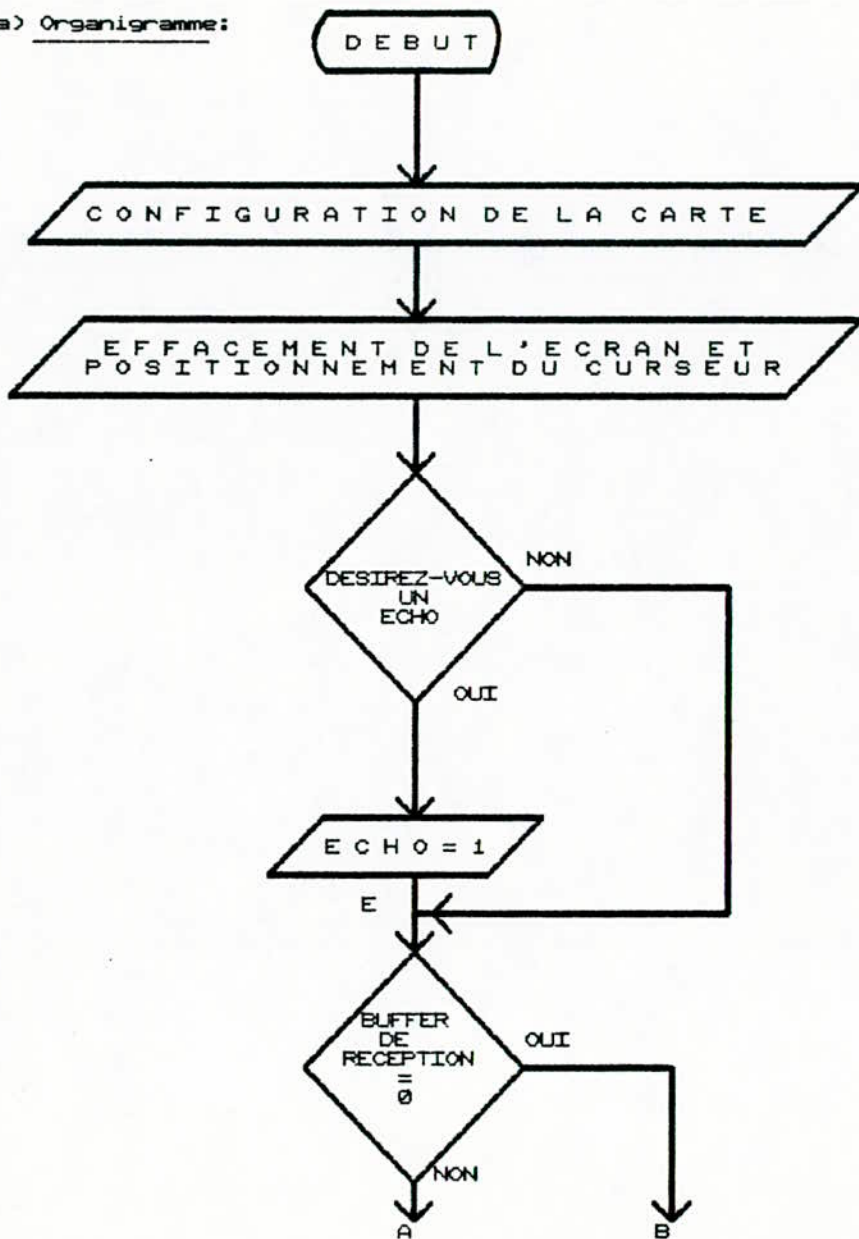 a) Organigramme:
DEBUT
CONFIGURATION DE LA CARTE
EFFACEMENT DE L'ECRAN ET
POSITIONNEMENT DU CURSEUR
NON
DESIREZ-VOUS
UN
ECHO
OUI
ECHO=1
E
BUFFER
DE
RECEPTION
=
0
OUI
NON
A
B